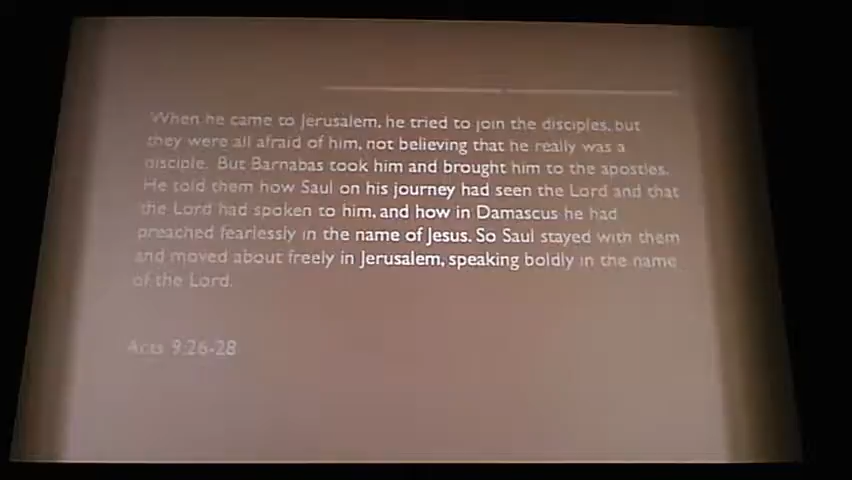 When he came to Jerusalem, he tried to join the disciples, but
they were all afraid of him, not believing that he really was a
disciple. But Barnabas took him and brought him to the apostles.
He told them how Saul on his journey had seen the Lord and that
the Lord had spoken to him, and how in Damascus he had
preached fearlessly in the name of Jesus. So Saul stayed with them
and moved about freely in Jerusalem, speaking boldly in the name
of the Lord.
Acts 9:26-28